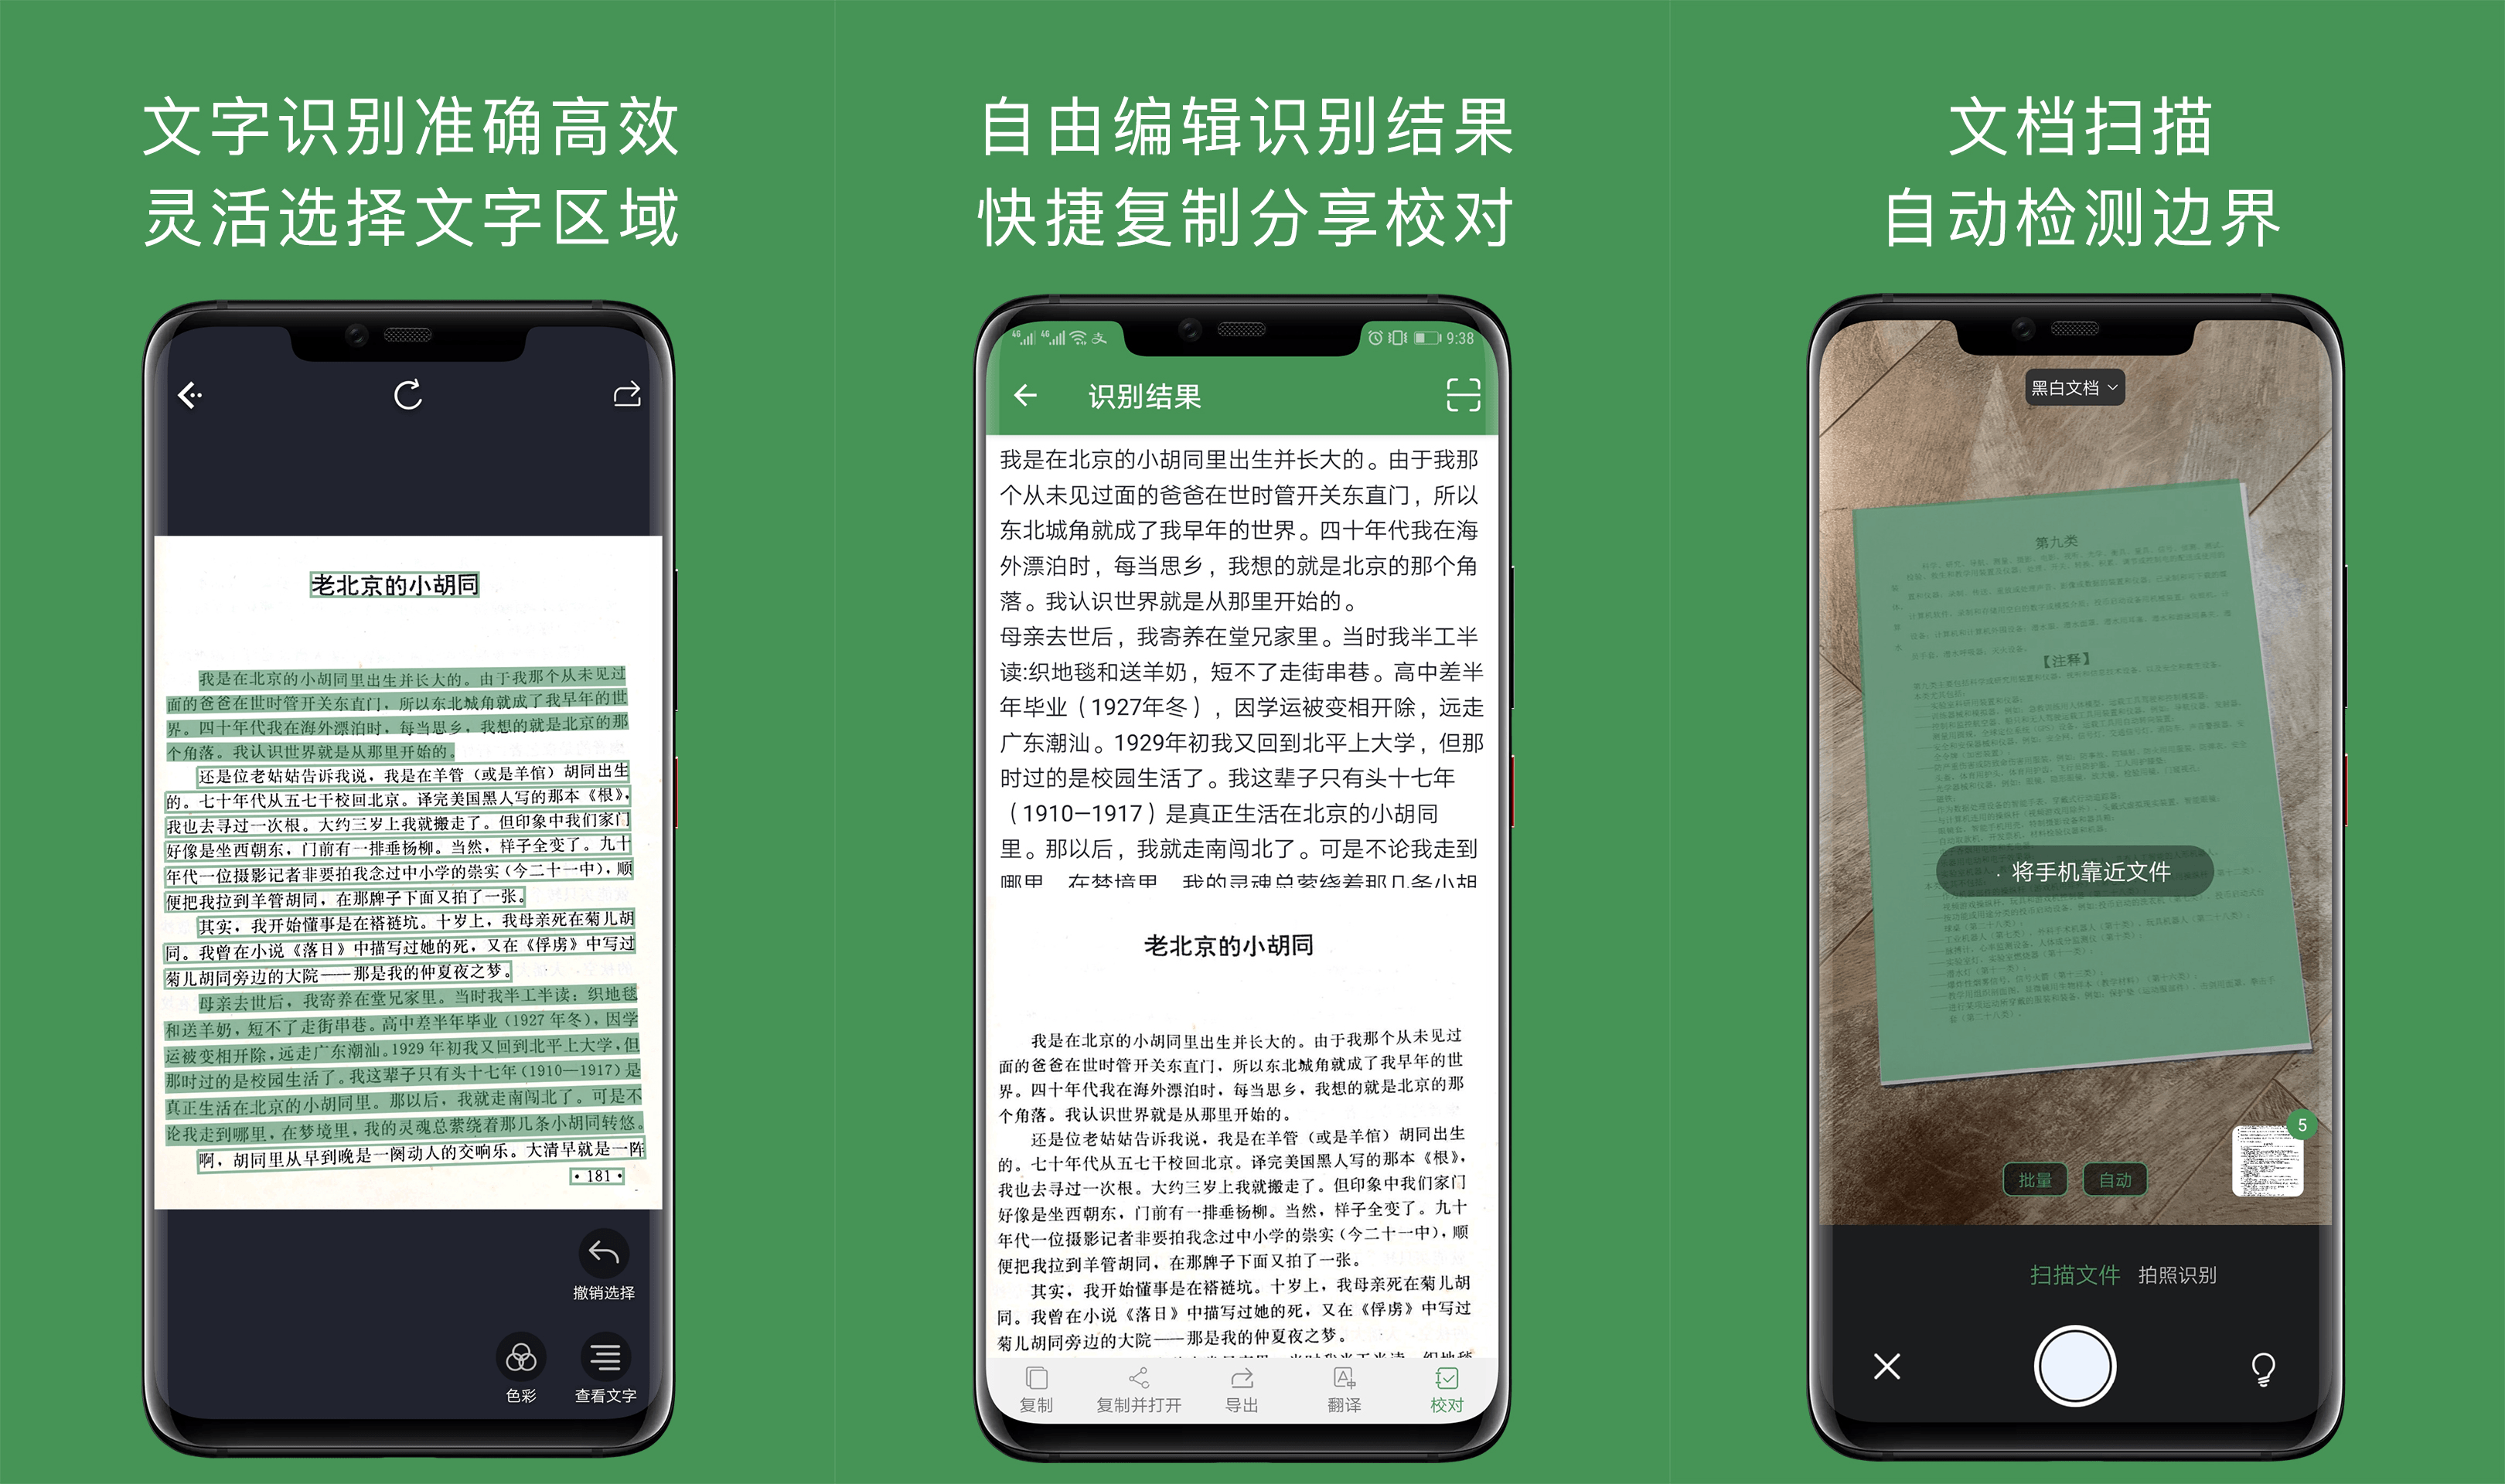 文字识别准确高效
灵活选择文字区域
老北京的小胡同
我是在北京的小胡同里出生并长大的。由于我那个从未见过
面的爸爸在世时管开关东直门，所以东北城角就成了我早年的世
界。四十年代我在海外漂泊时，每当思乡，我想的就是北京的那
个角落。我认识世界就是从那里开始的。
还是位老姑姑告诉我说，我是在羊管（或是羊倌）胡同出生
的。七十年代从五七干校回北京。译完美国黑人写的那本《根》，
我也去寻过一次根。大约三岁上我就搬走了。但印象中我们家门
好像是坐西朝东，门前有一排垂杨柳。当然，样子全变了。九十
年代一位摄影记者非要拍我念过中小学的崇实（今二十一中），顺
便把我拉到羊管胡同，在那牌子下面又拍了一张。
其实，我开始懂事是在褡裢坑。十岁上，我母亲死在菊儿胡
同。我曾在小说《落日》中描写过她的死，又在《俘虏》中写过
菊儿胡同旁边的大院——那是我的仲夏夜之梦。
母亲去世后，我寄养在堂兄家里。当时我半工半读：织地毯
和送羊奶，短不了走街串巷。高中差半年毕业（1927年冬），因学
运被变相开除，远走广东潮汕。1929年初我又回到北平上大学，但
那时过的是校园生活了。我这辈子只有头十七年（1910—1917）是
真正生活在北京的小胡同里。那以后，我就走南闯北了。可是不
论我走到哪里，在梦境里，我的灵魂总萦绕着那几条小胡同转悠。
啊，胡同里从早到晚是一阕动人的交响乐。大清早就是一阵
• 181 •
撤销选择
色彩
查看文字
自由编辑识别结果
快捷复制分享校对
4G 4G 支 9:38
识别结果
我是在北京的小胡同里出生并长大的。由于我那
个从未见过面的爸爸在世时管开关东直门，所以
东北城角就成了我早年的世界。四十年代我在海
外漂泊时，每当思乡，我想的就是北京的那个角
落。我认识世界就是从那里开始的。
母亲去世后，我寄养在堂兄家里。当时我半工半
读:织地毯和送羊奶，短不了走街串巷。高中差半
年毕业（1927年冬），因学运被变相开除，远走
广东潮汕。1929年初我又回到北平上大学，但那
时过的是校园生活了。我这辈子只有头十七年
（1910—1917）是真正生活在北京的小胡同
里。那以后，我就走南闯北了。可是不论我走到
哪里，在梦境里，我的灵魂总萦绕着那几条小胡
老北京的小胡同
我是在北京的小胡同里出生并长大的。由于我那个从未见过
面的爸爸在世时管开关东直门，所以东北城角就成了我早年的世
界。四十年代我在海外漂泊时，每当思乡，我想的就是北京的那
个角落。我认识世界就是从那里开始的。
还是位老姑姑告诉我说，我是在羊管（或是羊倌）胡同出生
的。七十年代从五七干校回北京。译完美国黑人写的那本《根》，
我也去寻过一次根。大约三岁上我就搬走了。但印象中我们家门
好像是坐西朝东，门前有一排垂杨柳。当然，样子全变了。九十
年代一位摄影记者非要拍我念过中小学的崇实（今二十一中），顺
便把我拉到羊管胡同，在那牌子下面又拍了一张。
其实，我开始懂事是在褡裢坑。十岁上，我母亲死在菊儿胡
同。我曾在小说《落日》中描写过她的死，又在《俘虏》中写过
菊儿胡同旁边的大院——那是我的仲夏夜之梦。
复制
复制并打开
导出
翻译
校对
文档扫描
自动检测边界
黑白文档
第九类
【注释】
将手机靠近文件
5
批量
自动
扫描文件
拍照识别